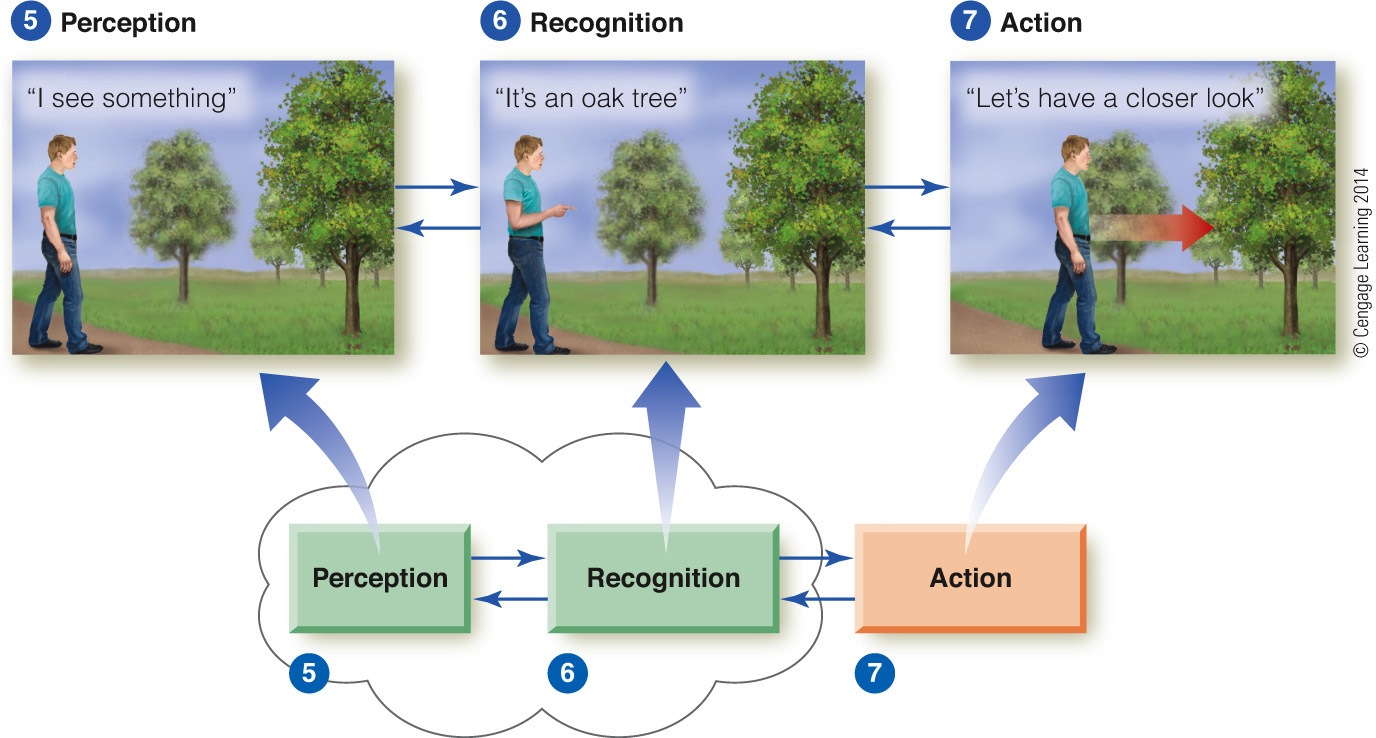 5 Perception
6 Recognition
7 Action
“I see something”
“It’s an oak tree”
“Let’s have a closer look”
© Cengage Learning 2014
Perception
Recognition
Action
5
6
7